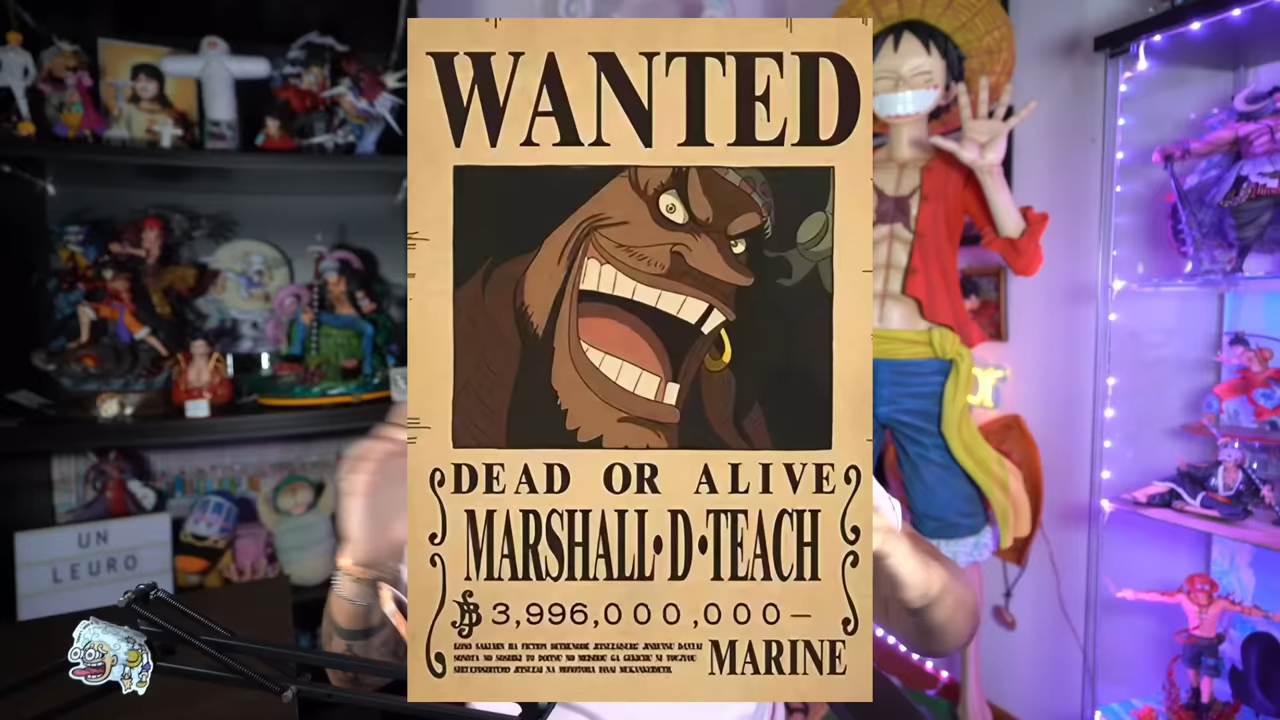 WANTED
DEAD OR ALIVE
MARSHALL·D·TEACH
3,996,000,000–
MARINE
UN
LEURO